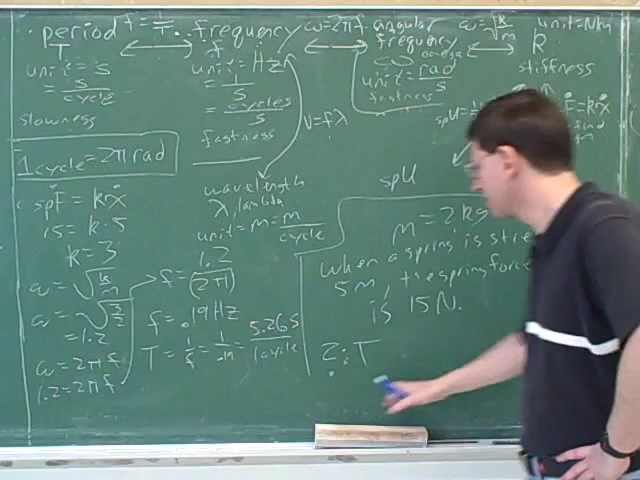 period f = 1/T frequency ω = 2πf angular frequency ω = √k/m k unit = N/m
T f ω omega stiffness
unit = s unit = Hz unit = rad/s
= s/cycle = 1/s fastness
slowness = cycles/s
fastness
v = fλ
1 cycle = 2π rad
wavelength
λ, lambda
unit = m = m/cycle
spF = kx
15 = k·5
k = 3
ω = √k/m
ω = √3/2
= 1.2
ω = 2πf
1.2 = 2πf
f = 1.2/(2π)
f = .19 Hz
T = 1/f = 1/.19 = 5.26 s/1 cycle
spU
m = 2 kg
when a spring is
5m, the spring force
is 15 N.
?: T